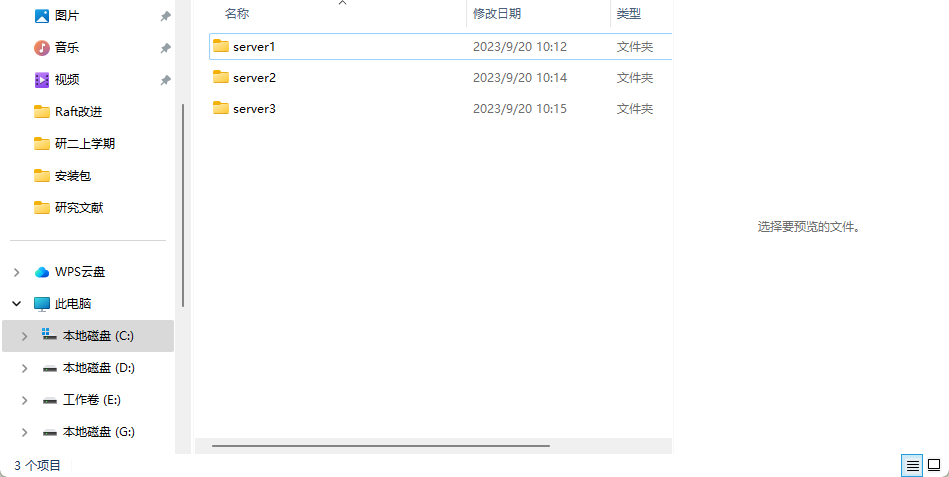 图片
音乐
视频
Raft改进
研二上学期
安装包
研究文献
WPS云盘
此电脑
本地磁盘 (C:)
本地磁盘 (D:)
工作卷 (E:)
本地磁盘 (G:)
名称 修改日期 类型
server1 2023/9/20 10:12 文件夹
server2 2023/9/20 10:14 文件夹
server3 2023/9/20 10:15 文件夹
选择要预览的文件。
3 个项目